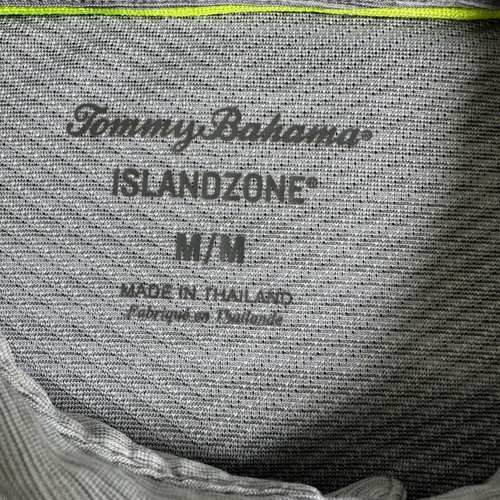 Tommy Bahama®
ISLANDZONE®
M/M
MADE IN THAILAND
Fabriqué en Thaïlande